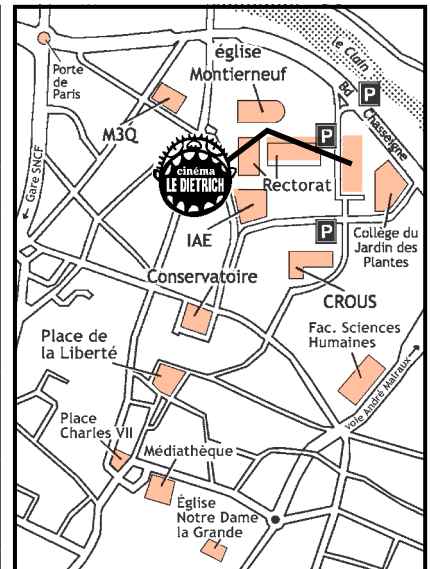 Porte
de
Paris
église
Montierneuf
le Clain
P
Bd Chasseigne
M3Q
P
cinéma
LE DIETRICH
Rectorat
Gare SNCF
IAE
P
Collège du
Jardin des
Plantes
Conservatoire
CROUS
Fac. Sciences
Humaines
Place de
la Liberté
Voie André Malraux
Place
Charles VII
Médiathèque
Église
Notre Dame
la Grande